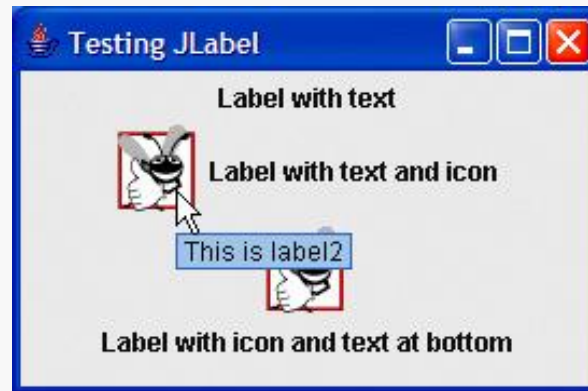 Testing JLabel
Label with text
Label with text and icon
This is label2
Label with icon and text at bottom